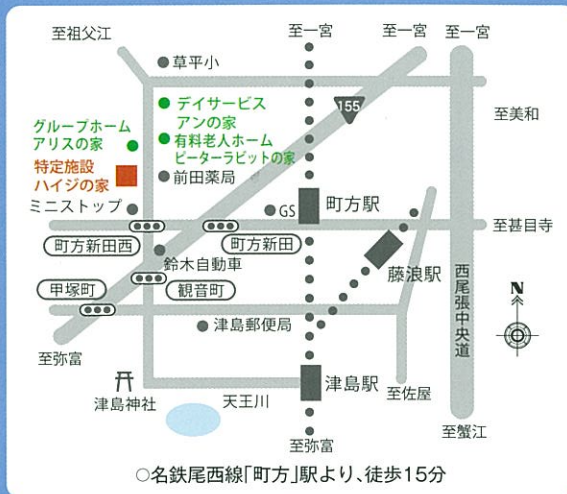 至祖父江
至一宮
至一宮
至一宮
草平小
デイサービス
アンの家
155
至美和
グループホーム
アリスの家
有料老人ホーム
ピーターラビットの家
特定施設
ハイジの家
前田薬局
ミニストップ
GS
町方駅
至甚目寺
町方新田西
町方新田
鈴木自動車
藤浪駅
甲塚町
観音町
西尾張中央道
N
津島郵便局
至弥富
津島駅
至佐屋
津島神社
天王川
至弥富
至蟹江
○名鉄尾西線「町方」駅より、徒歩15分